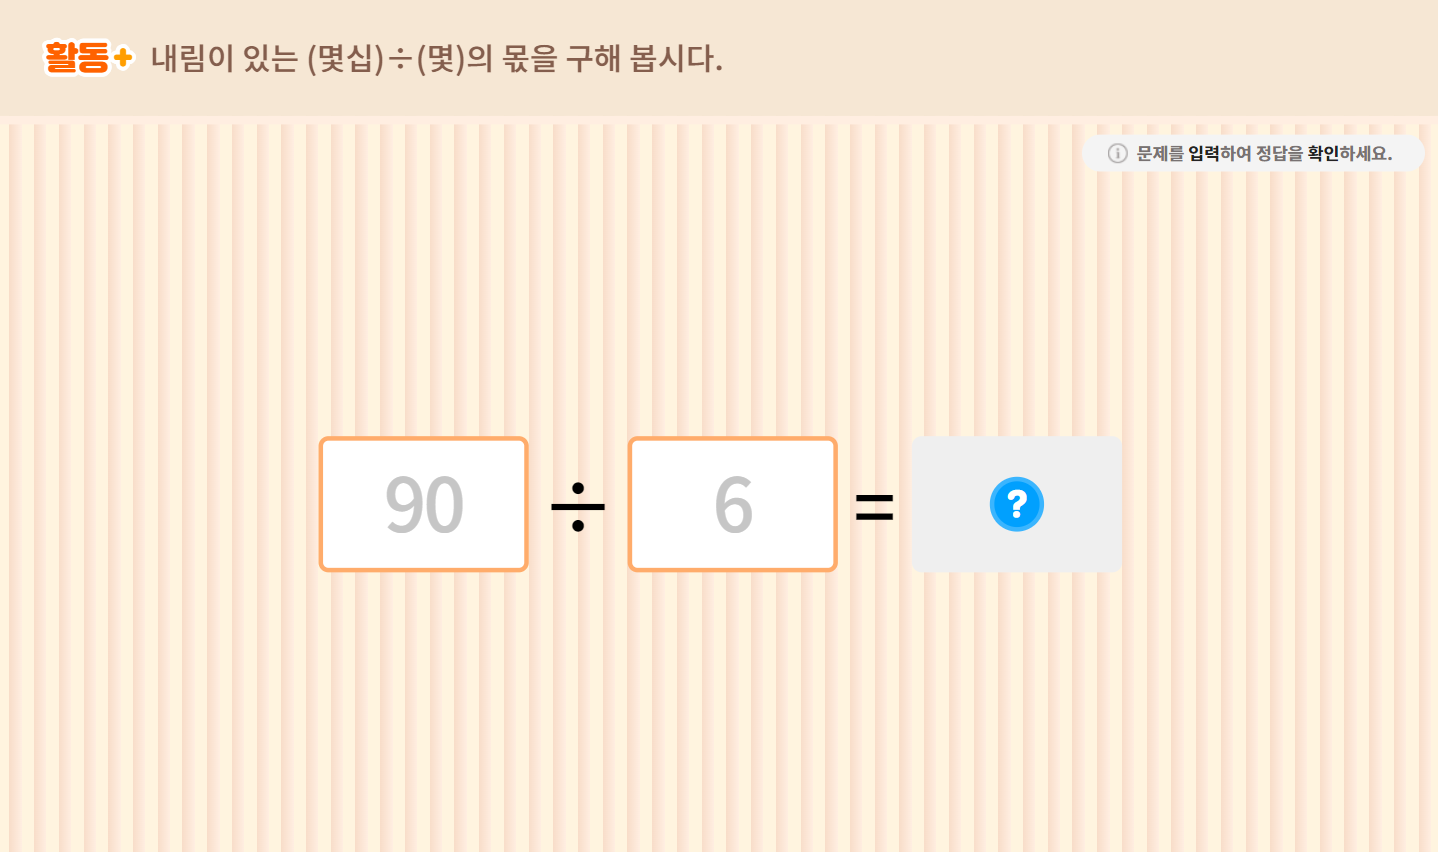 활동+ 내림이 있는 (몇십)÷(몇)의 몫을 구해 봅시다.
문제를 입력하여 정답을 확인하세요.
90 ÷ 6 = ?